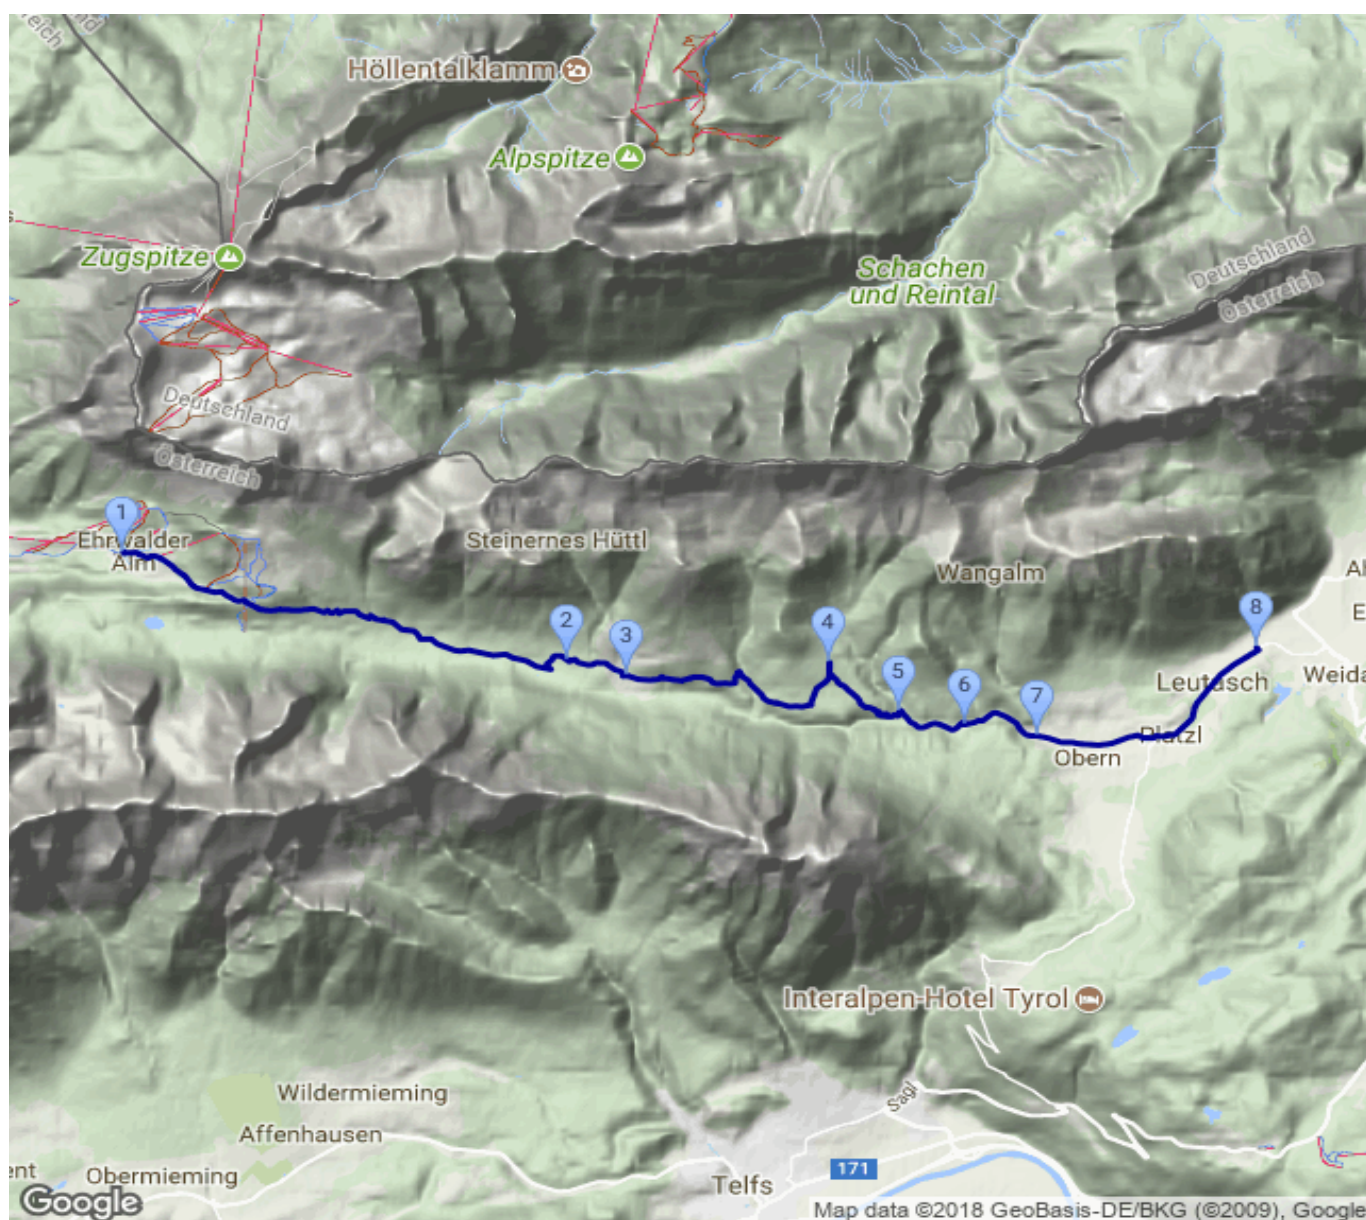 reich
Höllentalklamm
Alpspitze
Zugspitze
Schachen
und Reintal
Deutschland
Österreich
Deutschland
Österreich
1
Ehrwalder
Alm
Steinernes Hüttl
Wangalm
2
3
4
5
6
7
8
Leutasch
Weida
Platzl
Obern
Interalpen-Hotel Tyrol
Wildermieming
Affenhausen
Sagl
Obermieming
Telfs
171
Google
Map data ©2018 GeoBasis-DE/BKG (©2009), Google